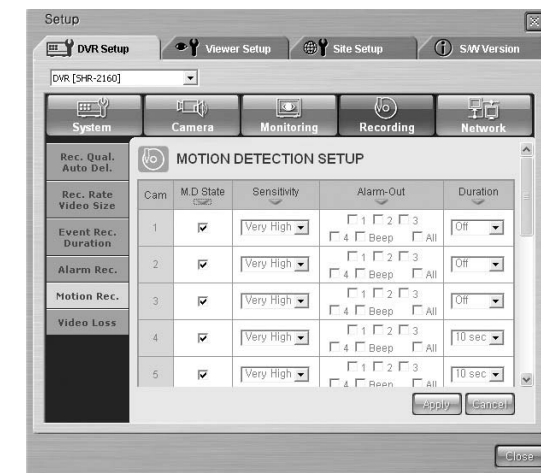 Setup
DVR Setup Viewer Setup Site Setup S/W Version
DVR [SHR-2160]
System Camera Monitoring Recording Network
Rec. Qual.
Auto Del.
Rec. Rate
Video Size
Event Rec.
Duration
Alarm Rec.
Motion Rec.
Video Loss
MOTION DETECTION SETUP
Cam M.D State Sensitivity Alarm-Out Duration
1 Very High 1 2 3 Off
4 Beep All
2 Very High 1 2 3 Off
4 Beep All
3 Very High 1 2 3 Off
4 Beep All
4 Very High 1 2 3 10 sec
4 Beep All
5 Very High 1 2 3 10 sec
4 Beep All
Apply Cancel
Close